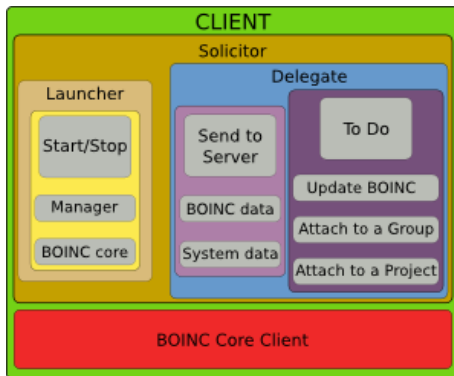 CLIENT
Solicitor
Launcher
Start/Stop
Manager
BOINC core
Delegate
Send to
Server
BOINC data
System data
To Do
Update BOINC
Attach to a Group
Attach to a Project
BOINC Core Client